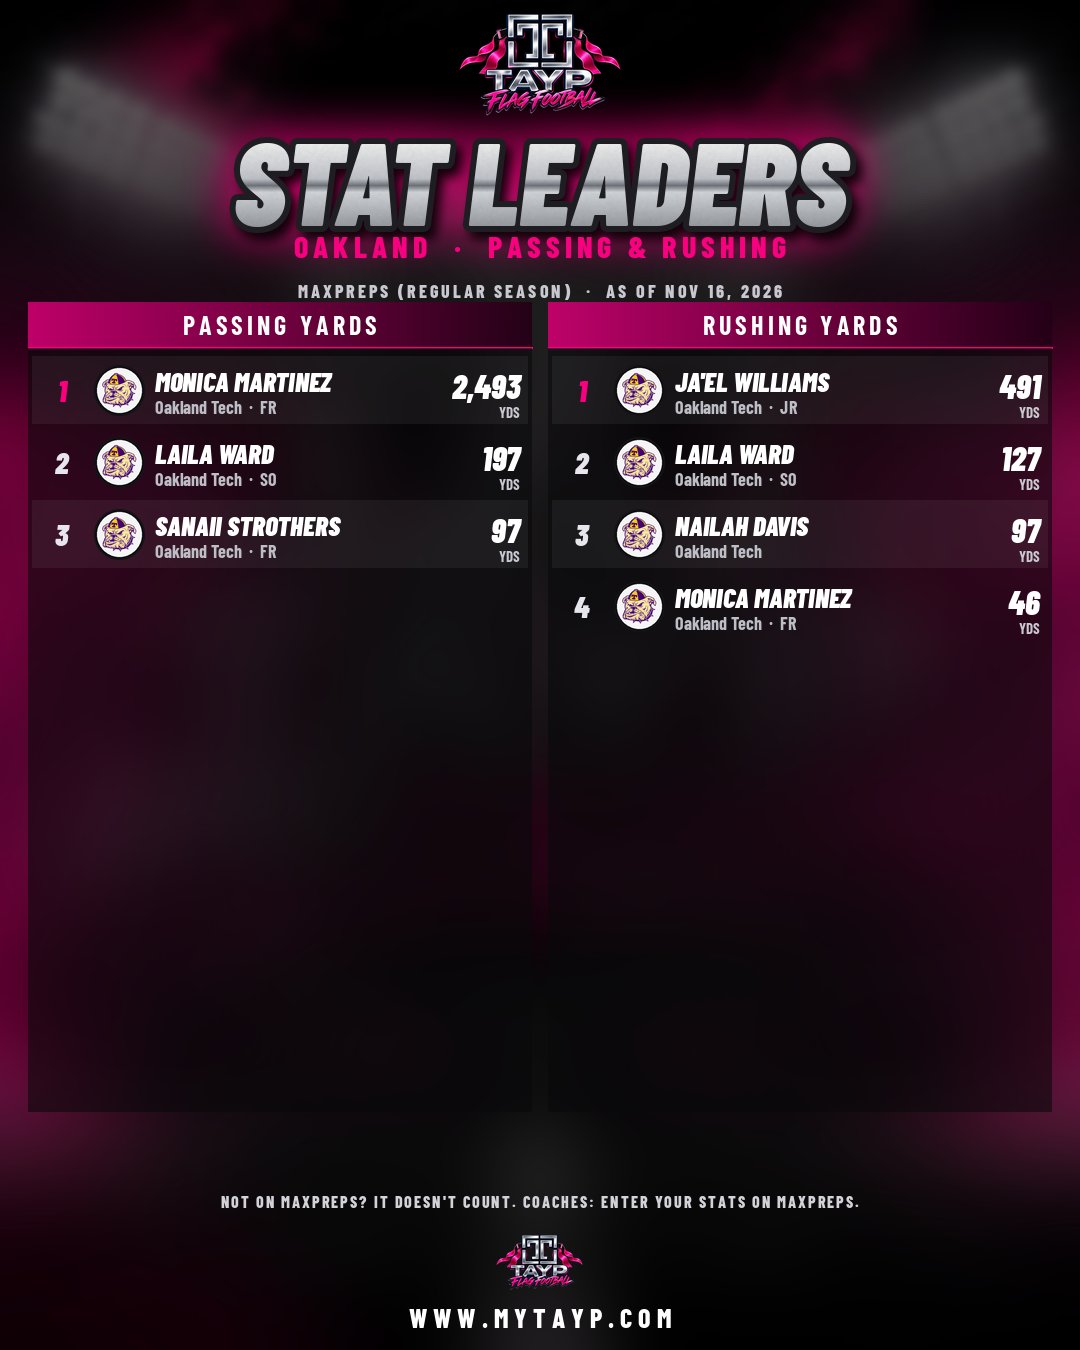 TAYP
FLAG FOOTBALL
STAT LEADERS
OAKLAND · PASSING & RUSHING
MAXPREPS (REGULAR SEASON) · AS OF NOV 16, 2026
PASSING YARDS
1 MONICA MARTINEZ 2,493
Oakland Tech · FR YDS
2 LAILA WARD 197
Oakland Tech · SO YDS
3 SANAII STROTHERS 97
Oakland Tech · FR YDS
RUSHING YARDS
1 JA'EL WILLIAMS 491
Oakland Tech · JR YDS
2 LAILA WARD 127
Oakland Tech · SO YDS
3 NAILAH DAVIS 97
Oakland Tech YDS
4 MONICA MARTINEZ 46
Oakland Tech · FR YDS
NOT ON MAXPREPS? IT DOESN'T COUNT. COACHES: ENTER YOUR STATS ON MAXPREPS.
TAYP
FLAG FOOTBALL
WWW.MYTAYP.COM